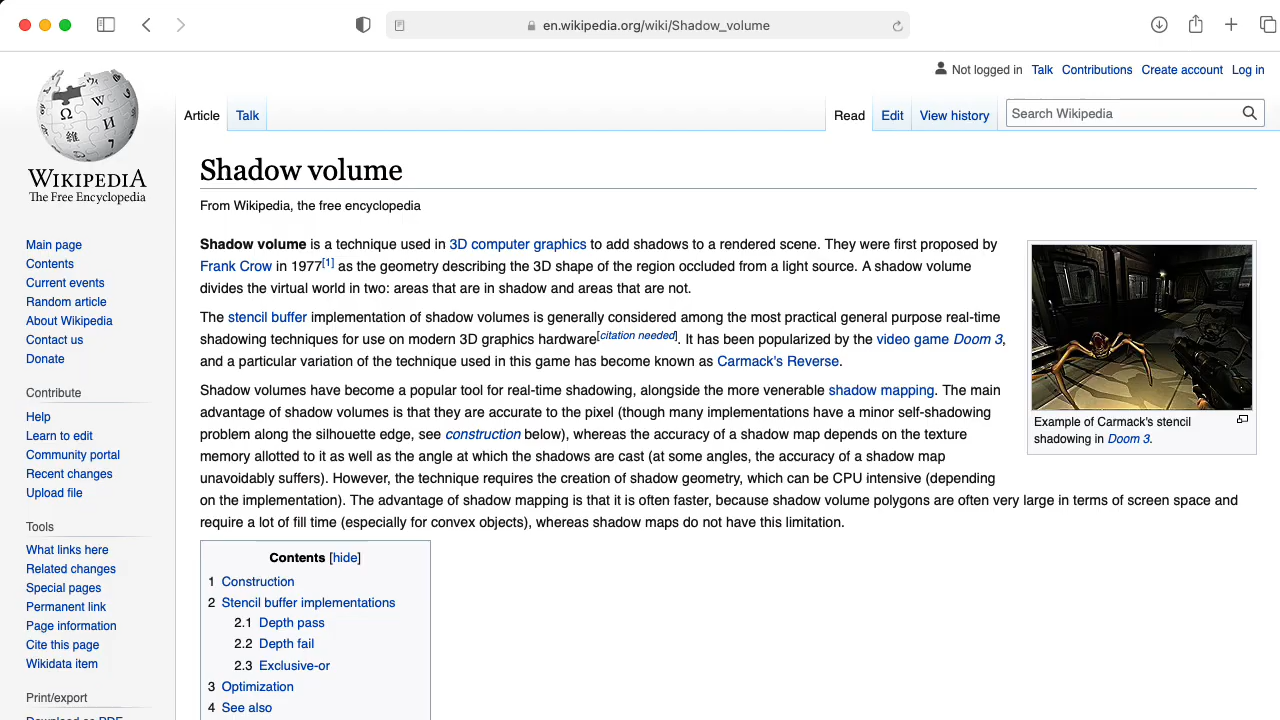 en.wikipedia.org/wiki/Shadow_volume
Not logged in Talk Contributions Create account Log in
Article Talk Read Edit View history Search Wikipedia
WIKIPEDIA
The Free Encyclopedia
Main page
Contents
Current events
Random article
About Wikipedia
Contact us
Donate
Contribute
Help
Learn to edit
Community portal
Recent changes
Upload file
Tools
What links here
Related changes
Special pages
Permanent link
Page information
Cite this page
Wikidata item
Print/export
Download as PDF
Shadow volume
From Wikipedia, the free encyclopedia
Shadow volume is a technique used in 3D computer graphics to add shadows to a rendered scene. They were first proposed by
Frank Crow in 1977[1] as the geometry describing the 3D shape of the region occluded from a light source. A shadow volume
divides the virtual world in two: areas that are in shadow and areas that are not.
The stencil buffer implementation of shadow volumes is generally considered among the most practical general purpose real-time
shadowing techniques for use on modern 3D graphics hardware[citation needed]. It has been popularized by the video game Doom 3,
and a particular variation of the technique used in this game has become known as Carmack's Reverse.
Shadow volumes have become a popular tool for real-time shadowing, alongside the more venerable shadow mapping. The main
advantage of shadow volumes is that they are accurate to the pixel (though many implementations have a minor self-shadowing
problem along the silhouette edge, see construction below), whereas the accuracy of a shadow map depends on the texture
memory allotted to it as well as the angle at which the shadows are cast (at some angles, the accuracy of a shadow map
unavoidably suffers). However, the technique requires the creation of shadow geometry, which can be CPU intensive (depending
on the implementation). The advantage of shadow mapping is that it is often faster, because shadow volume polygons are often very large in terms of screen space and
require a lot of fill time (especially for convex objects), whereas shadow maps do not have this limitation.
Example of Carmack's stencil
shadowing in Doom 3.
Contents [hide]
1 Construction
2 Stencil buffer implementations
2.1 Depth pass
2.2 Depth fail
2.3 Exclusive-or
3 Optimization
4 See also